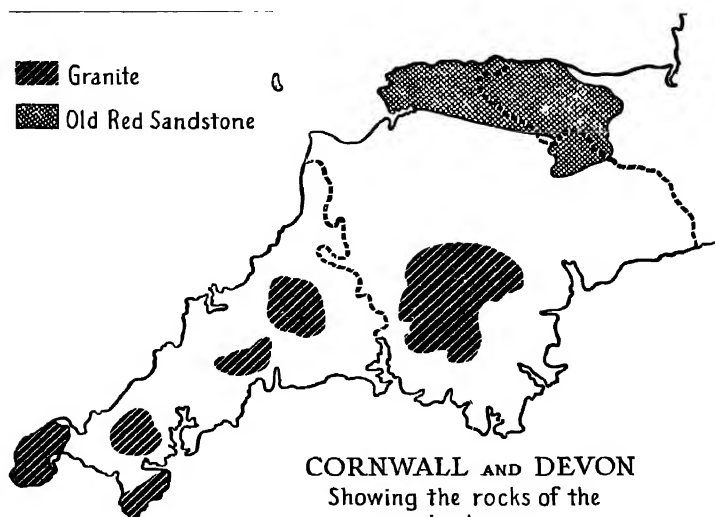 Granite
Old Red Sandstone
CORNWALL AND DEVON
Showing the rocks of the